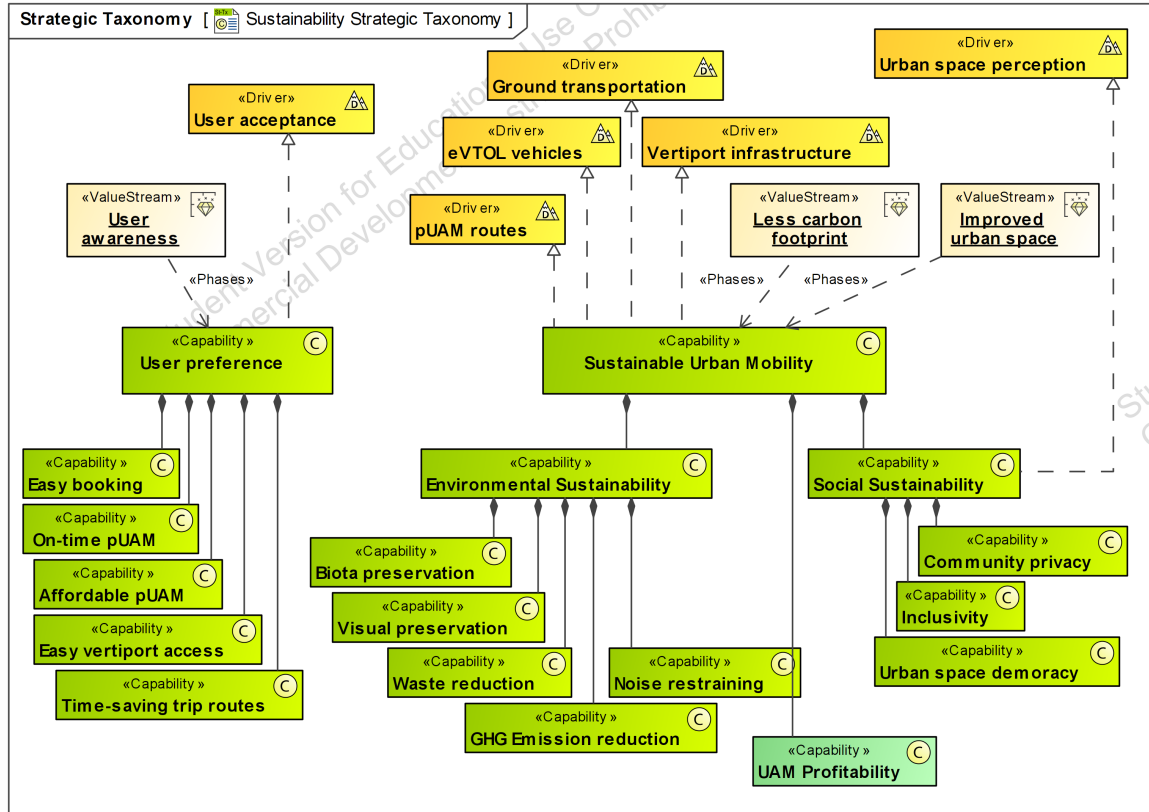 Strategic Taxonomy [ Sustainability Strategic Taxonomy ]
«Driver»
Urban space perception
«Driver»
Ground transportation
«Driver»
User acceptance
«Driver»
eVTOL vehicles
«Driver»
Vertiport infrastructure
«ValueStream»
User
awareness
«Driver»
pUAM routes
«ValueStream»
Less carbon
footprint
«ValueStream»
Improved
urban space
«Phases»
«Phases»
«Phases»
«Capability »
User preference
C
«Capability »
Sustainable Urban Mobility
C
«Capability »
Easy booking
C
«Capability »
On-time pUAM
C
«Capability »
Affordable pUAM
C
«Capability »
Easy vertiport access
C
«Capability »
Time-saving trip routes
C
«Capability »
Environmental Sustainability
C
«Capability »
Biota preservation
C
«Capability »
Visual preservation
C
«Capability »
Waste reduction
C
«Capability »
Noise restraining
C
«Capability »
GHG Emission reduction
C
«Capability »
Social Sustainability
C
«Capability »
Community privacy
C
«Capability »
Inclusivity
C
«Capability »
Urban space demoracy
C
«Capability »
UAM Profitability
C